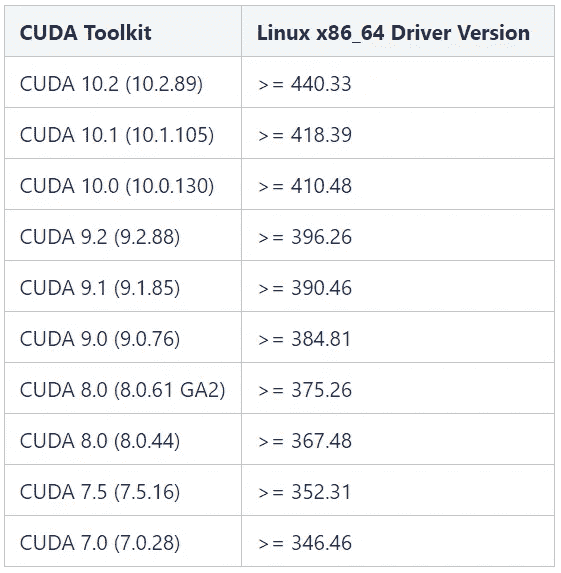 CUDA Toolkit Linux x86_64 Driver Version
CUDA 10.2 (10.2.89) >= 440.33
CUDA 10.1 (10.1.105) >= 418.39
CUDA 10.0 (10.0.130) >= 410.48
CUDA 9.2 (9.2.88) >= 396.26
CUDA 9.1 (9.1.85) >= 390.46
CUDA 9.0 (9.0.76) >= 384.81
CUDA 8.0 (8.0.61 GA2) >= 375.26
CUDA 8.0 (8.0.44) >= 367.48
CUDA 7.5 (7.5.16) >= 352.31
CUDA 7.0 (7.0.28) >= 346.46